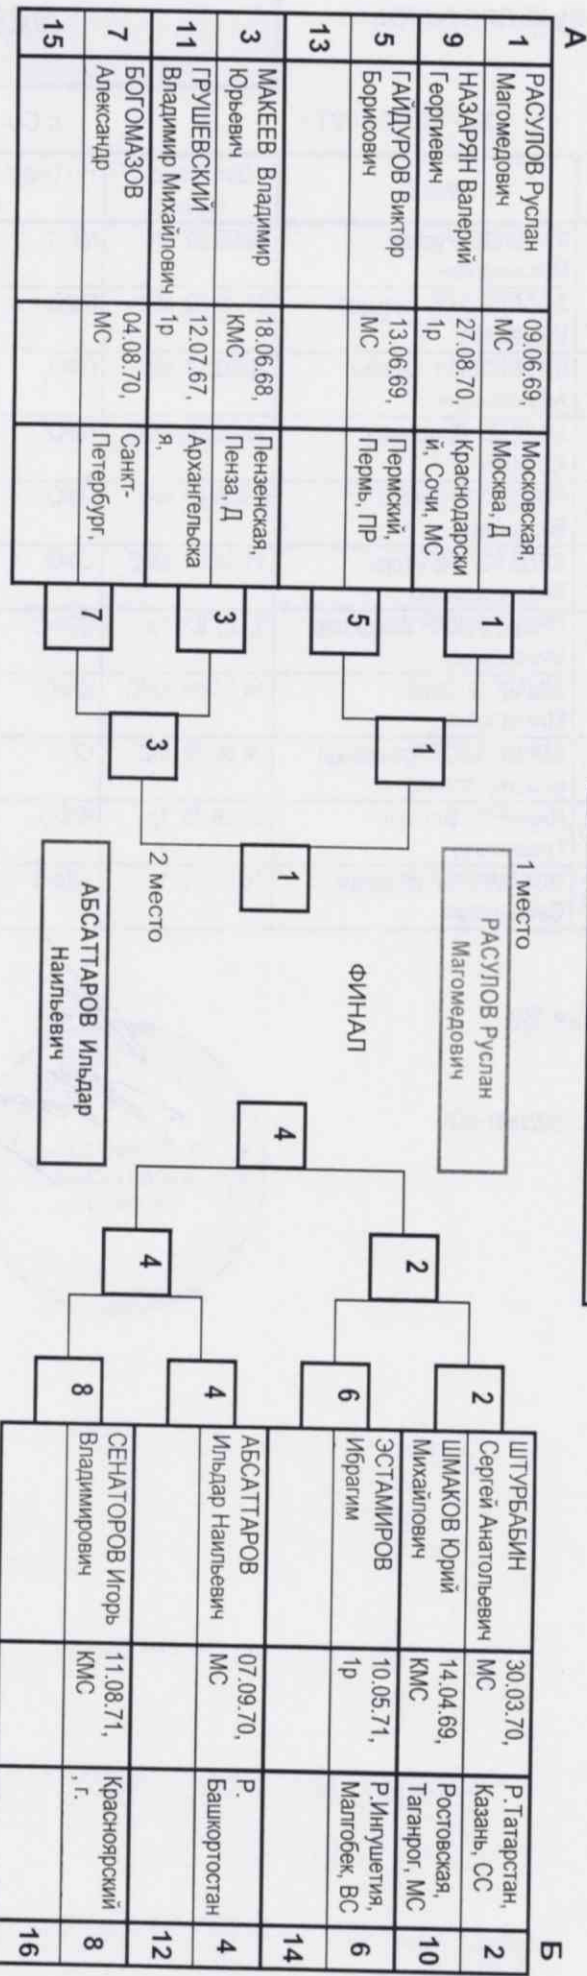 А
1
РАСУЛОВ Руслан
Магомедович
09.06.69,
МС
Московская,
Москва, Д
9
НАЗАРЯН Валерий
Георгиевич
27.08.70,
1р
Краснодарски
й, Сочи, МС
5
ГАЙДУРОВ Виктор
Борисович
13.06.69,
МС
Пермский,
Пермь, ПР
13
3
МАКЕЕВ Владимир
Юрьевич
18.06.68,
КМС
Пензенская,
Пенза, Д
11
ГРУШЕВСКИЙ
Владимир Михайлович
12.07.67,
1р
Архангельска
я,
7
БОГОМАЗОВ
Александр
04.08.70,
МС
Санкт-
Петербург,
15
1
5
3
7
1
3
1
1 место
РАСУЛОВ Руслан
Магомедович
ФИНАЛ
2 место
АБСАТТАРОВ Ильдар
Наильевич
4
2
4
2
6
4
8
Б
ШТУРБАБИН
Сергей Анатольевич
30.03.70,
МС
Р.Татарстан,
Казань, СС
2
ШМАКОВ Юрий
Михайлович
14.04.69,
КМС
Ростовская,
Таганрог, МС
10
ЭСТАМИРОВ
Ибрагим
10.05.71,
1р
Р.Ингушетия,
Малгобек, ВС
6
14
АБСАТТАРОВ
Ильдар Наильевич
07.09.70,
МС
Р.
Башкортостан
4
12
СЕНАТОРОВ Игорь
Владимирович
11.08.71,
КМС
Красноярский
, г.
8
16